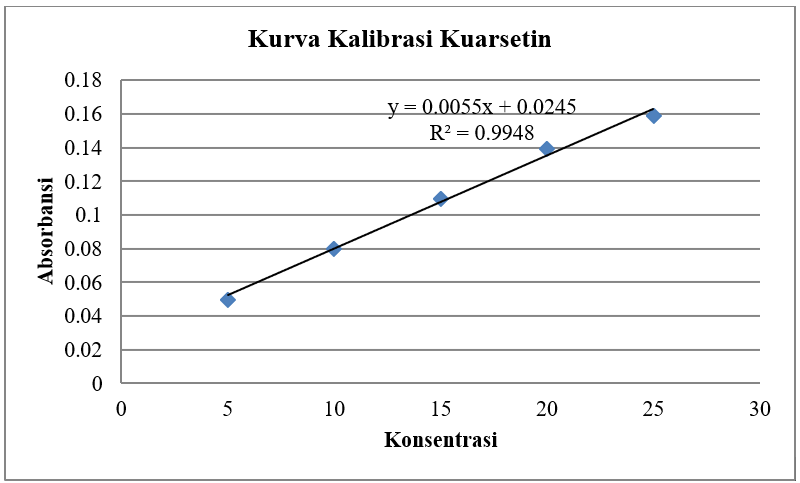 Kurva Kalibrasi Kuarsetin
0.18
0.16
0.14
0.12
0.1
0.08
0.06
0.04
0.02
0
Absorbansi
y = 0.0055x + 0.0245
R² = 0.9948
0 5 10 15 20 25 30
Konsentrasi